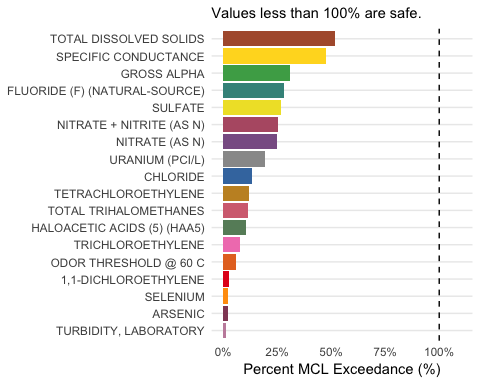 Values less than 100% are safe.
TOTAL DISSOLVED SOLIDS
SPECIFIC CONDUCTANCE
GROSS ALPHA
FLUORIDE (F) (NATURAL-SOURCE)
SULFATE
NITRATE + NITRITE (AS N)
NITRATE (AS N)
URANIUM (PCI/L)
CHLORIDE
TETRACHLOROETHYLENE
TOTAL TRIHALOMETHANES
HALOACETIC ACIDS (5) (HAA5)
TRICHLOROETHYLENE
ODOR THRESHOLD @ 60 C
1,1-DICHLOROETHYLENE
SELENIUM
ARSENIC
TURBIDITY, LABORATORY
0% 25% 50% 75% 100%
Percent MCL Exceedance (%)